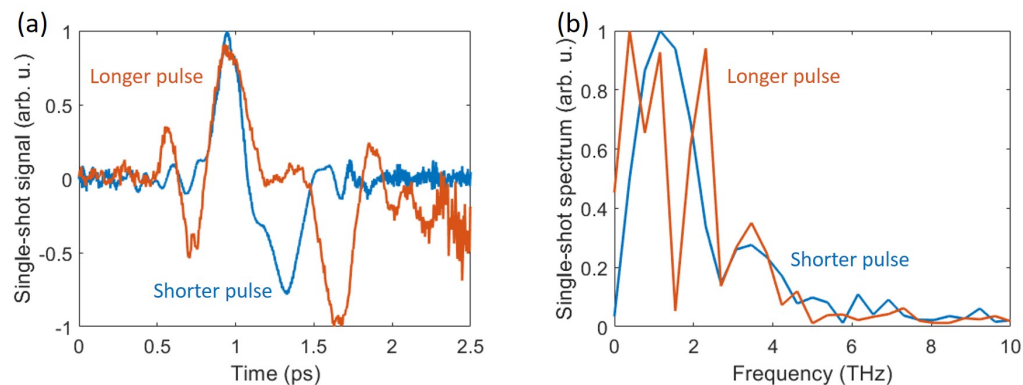 (a)
Single-shot signal (arb. u.)
1
0.5
0
-0.5
-1
Longer pulse
Shorter pulse
0
0.5
1
1.5
2
2.5
Time (ps)
(b)
Single-shot spectrum (arb. u.)
1
0.8
0.6
0.4
0.2
0
Longer pulse
Shorter pulse
0
2
4
6
8
10
Frequency (THz)